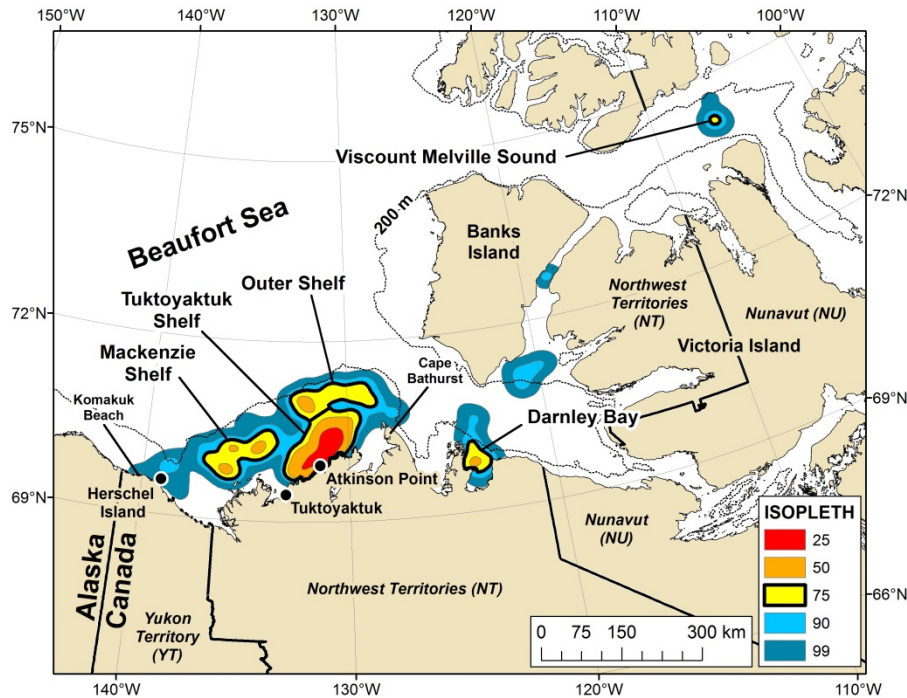 150°W
140°W
130°W
120°W
110°W
100°W
75°N
Viscount Melville Sound
72°N
200 m
Beaufort Sea
Banks
Island
Outer Shelf
Northwest
Territories
(NT)
Nunavut (NU)
Tuktoyaktuk
Shelf
72°N
Victoria Island
Mackenzie
Shelf
Cape
Bathurst
Komakuk
Beach
69°N
Darnley Bay
Atkinson Point
69°N
Herschel
Island
Tuktoyaktuk
Nunavut
(NU)
ISOPLETH
25
50
75
90
99
Alaska
Canada
Northwest Territories (NT)
66°N
Yukon
Territory
(YT)
0 75 150 300 km
140°W
130°W
120°W
110°W